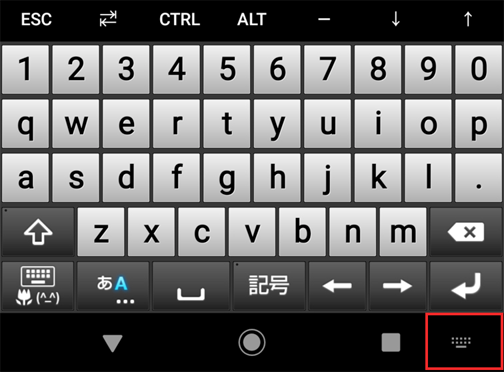 ESC ⇄ CTRL ALT – ↓ ↑
1 2 3 4 5 6 7 8 9 0
q w e r t y u i o p
a s d f g h j k l .
z x c v b n m
(^_^) あA... 記号 ← →